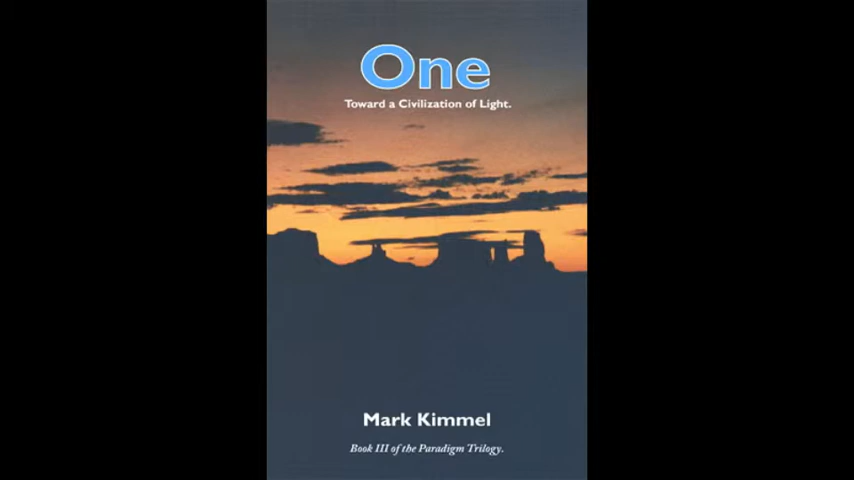 One
Toward a Civilization of Light.
Mark Kimmel
Book III of the Paradigm Trilogy.